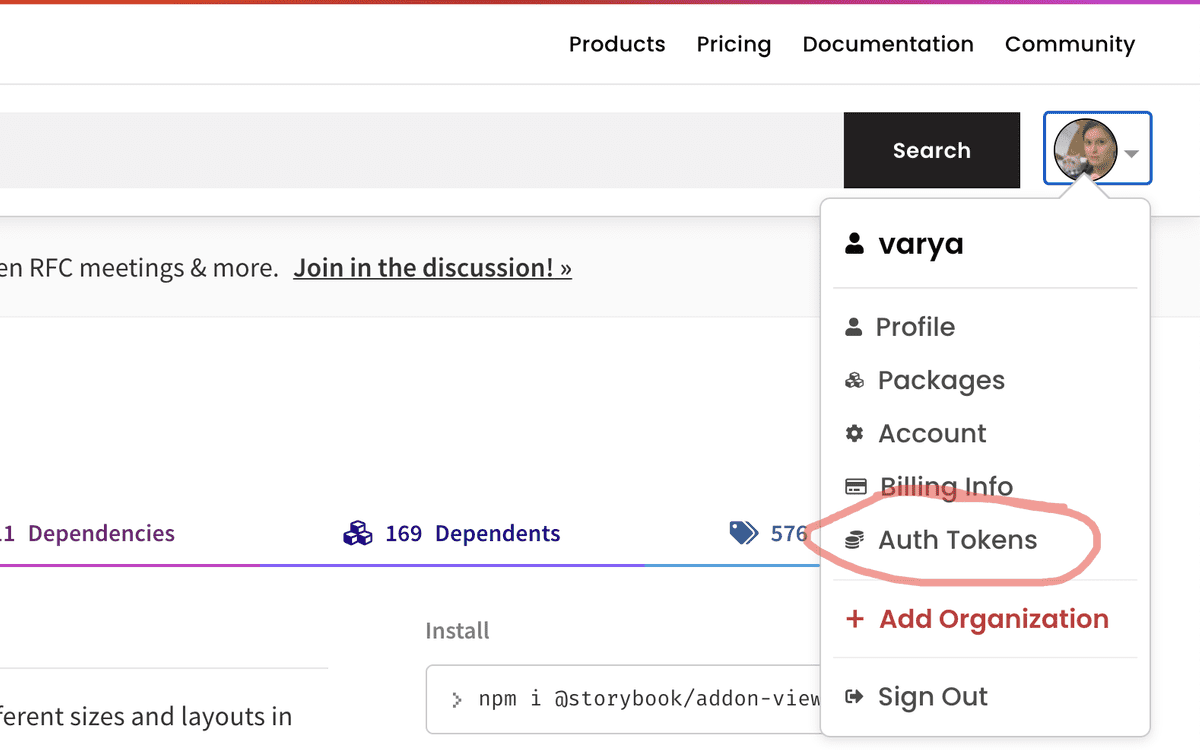 Products Pricing Documentation Community
Search
varya
en RFC meetings & more. Join in the discussion! »
Profile
Packages
Account
Billing Info
Auth Tokens
Add Organization
Sign Out
11 Dependencies
169 Dependents
576
Install
> npm i @storybook/addon-view
ferent sizes and layouts in